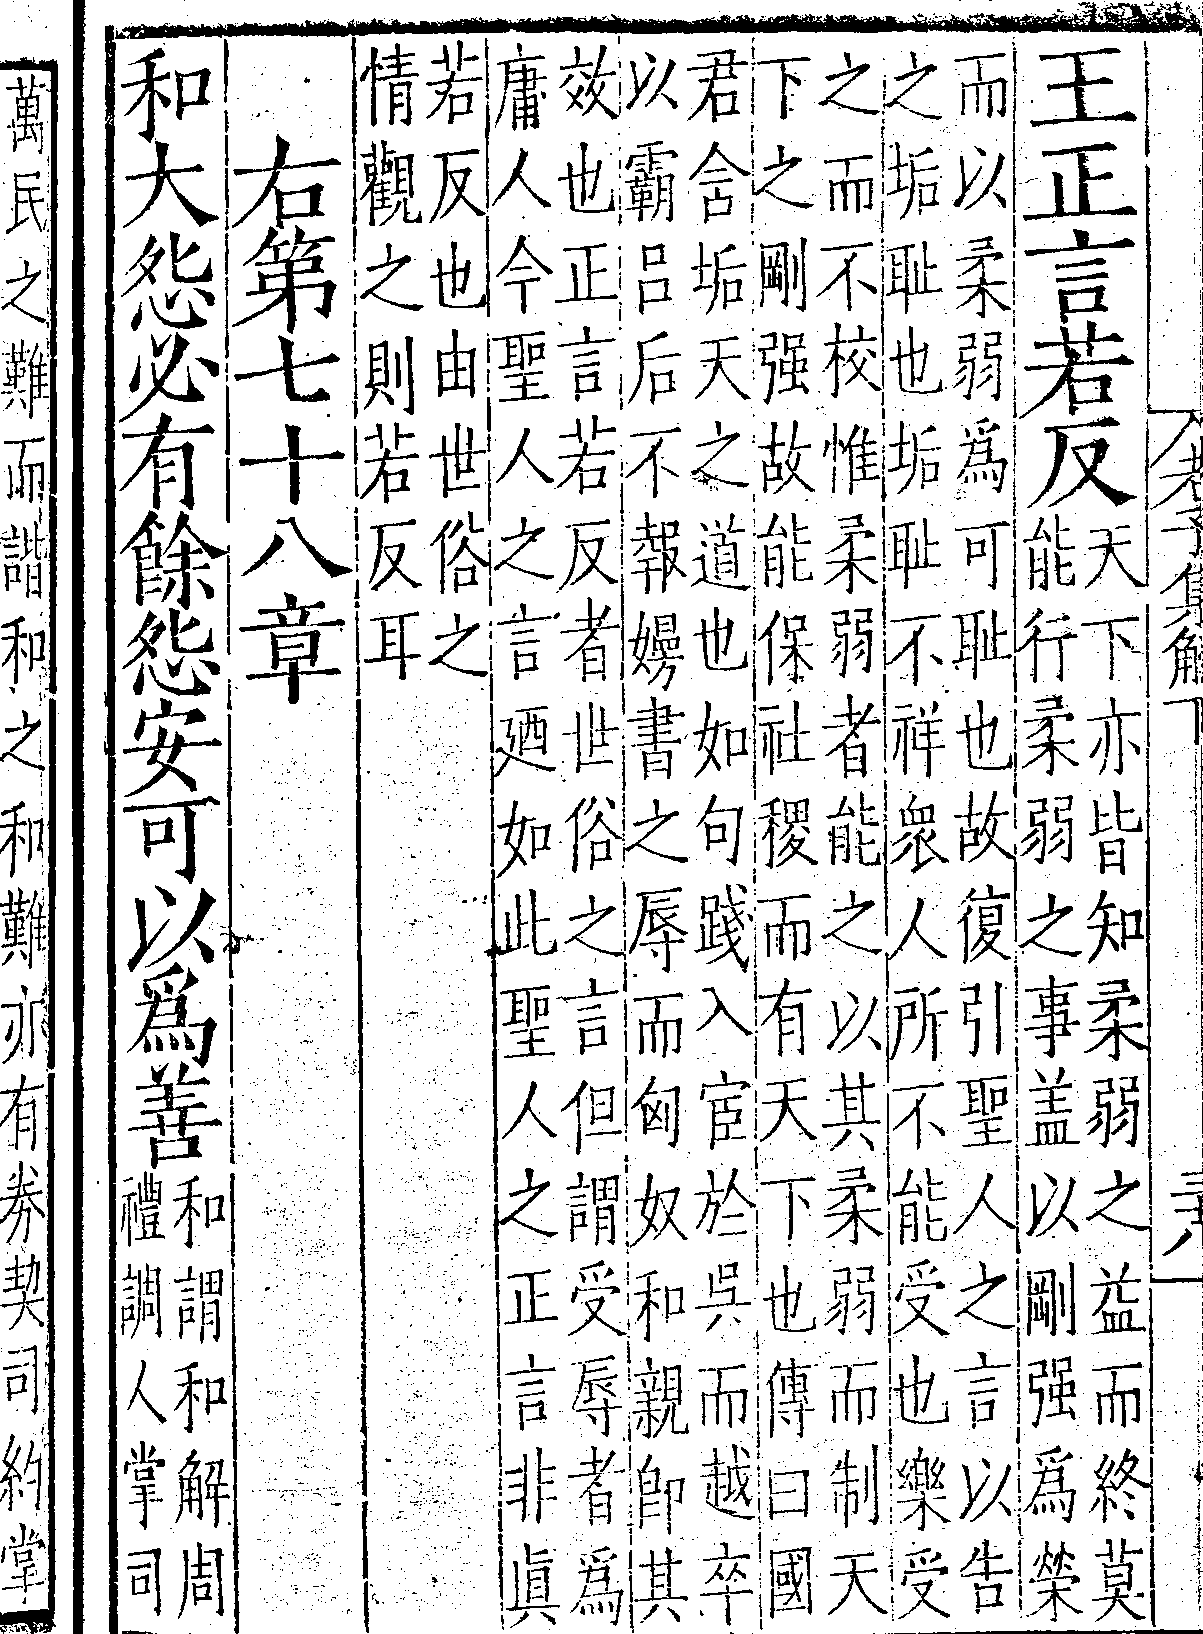 老子集解下
三十八
王正言若反天下亦皆知柔弱之益而終莫
能行柔弱之事盖以剛强爲榮
而以柔弱爲可耻也故復引聖人之言以告
之垢耻也垢耻不祥衆人所不能受也樂受
之而不校惟柔弱者能之以其柔弱而制天
下之剛强故能保社稷而有天下也傳曰國
君含垢天之道也如句踐入宦於吳而越卒
以霸吕后不報嫚書之辱而匈奴和親卽其
效也正言若反者世俗之言但謂受辱者爲
庸人今聖人之言廼如此聖人之正言非眞
若反也由世俗之
情觀之則若反耳
右第七十八章
和大怨必有餘怨安可以爲善和謂和解周
禮調人掌司
萬民之難而諧和之和難亦有券契司約掌